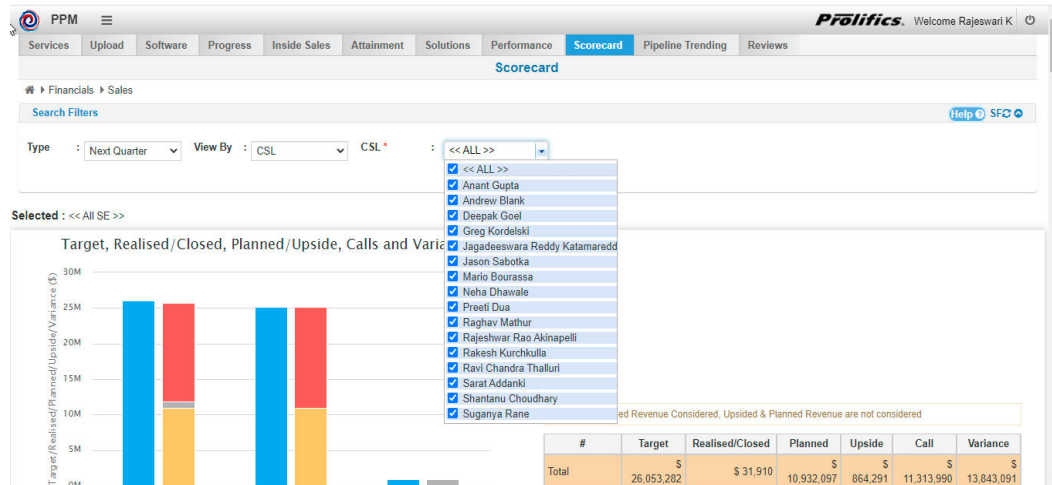 PPM
Prolifics. Welcome Rajeswari K
Services Upload Software Progress Inside Sales Attainment Solutions Performance Scorecard Pipeline Trending Reviews
Scorecard
Financials Sales
Search Filters Help SF
Type : Next Quarter View By : CSL CSL * : << ALL >>
<< ALL >>
Anant Gupta
Andrew Blank
Deepak Goel
Greg Kordelski
Jagadeeswara Reddy Katamaredd
Jason Sabotka
Mario Bourassa
Neha Dhawale
Preeti Dua
Raghav Mathur
Rajeshwar Rao Akinapelli
Rakesh Kurchkulla
Ravi Chandra Thalluri
Sarat Addanki
Shantanu Choudhary
Suganya Rane
Selected : << All SE >>
Target, Realised/Closed, Planned/Upside, Calls and Varia
Target/Realised/Planned/Upside/Variance ($)
30M
25M
20M
15M
10M
5M
0M
ed Revenue Considered, Upsided & Planned Revenue are not considered
# Target Realised/Closed Planned Upside Call Variance
Total $ 26,053,282 $ 31,910 $ 10,932,097 $ 864,291 $ 11,313,990 $ 13,843,091